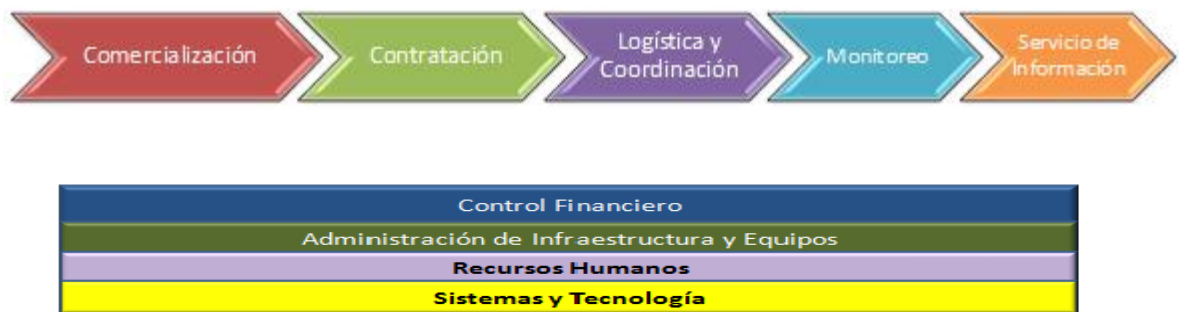 Comercialización
Contratación
Logística y
Coordinación
Monitoreo
Servicio de
Información
Control Financiero
Administración de Infraestructura y Equipos
Recursos Humanos
Sistemas y Tecnología